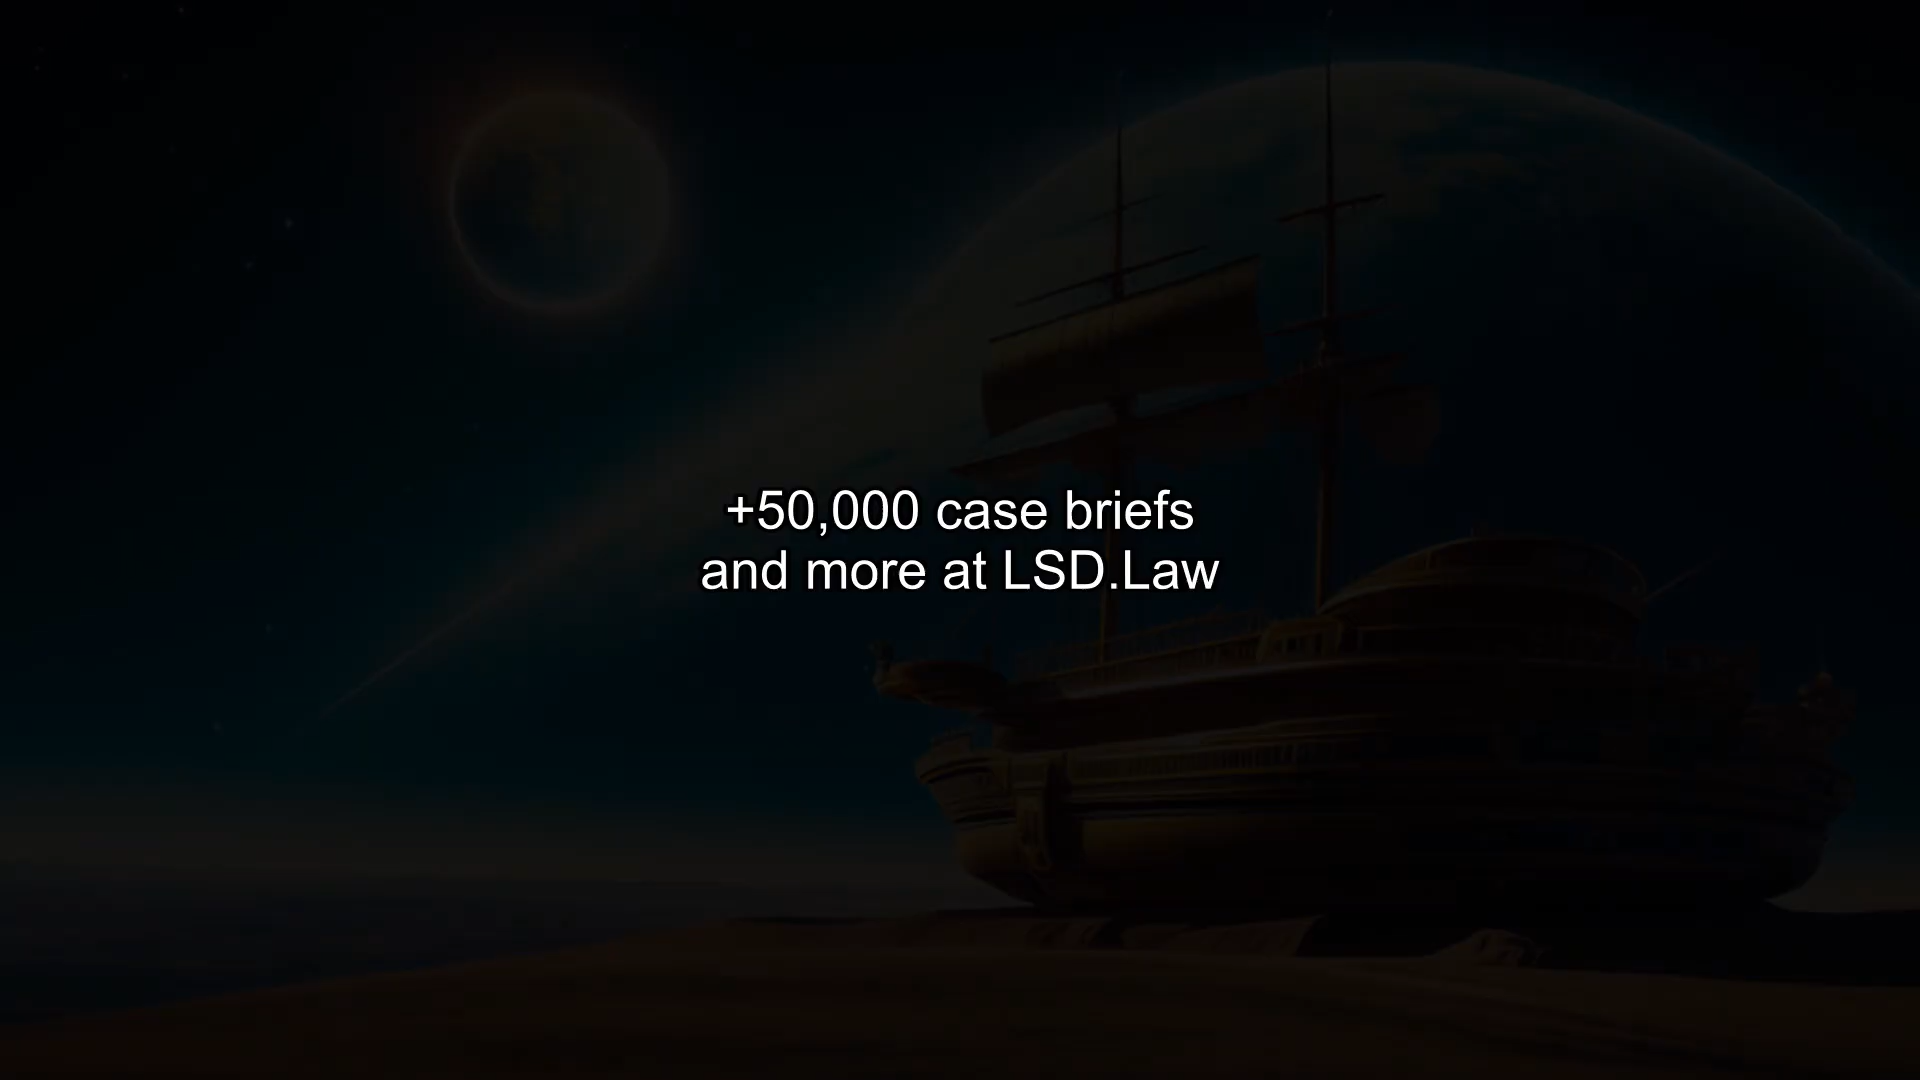 +50,000 case briefs
and more at LSD.Law